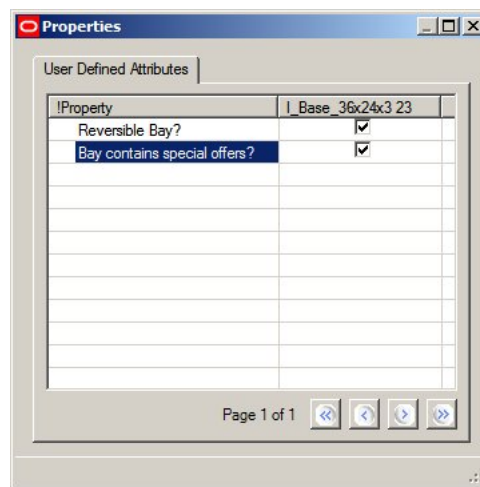 Properties
User Defined Attributes
!Property I_Base_36x24x3 23
Reversible Bay?
Bay contains special offers?
Page 1 of 1